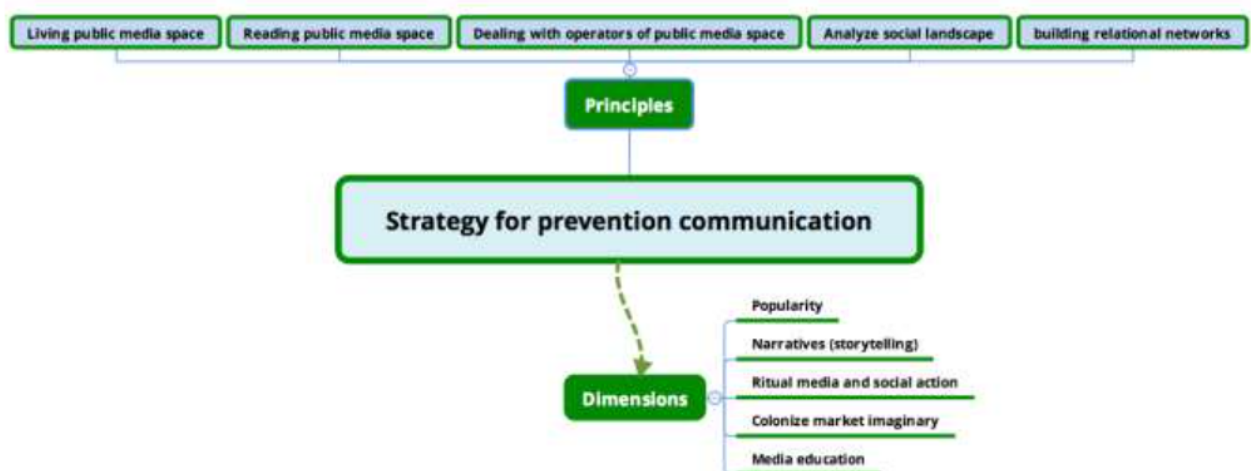 Living public media space
Reading public media space
Dealing with operators of public media space
Analyze social landscape
building relational networks
Principles
Strategy for prevention communication
Popularity
Narratives (storytelling)
Ritual media and social action
Dimensions
Colonize market imaginary
Media education